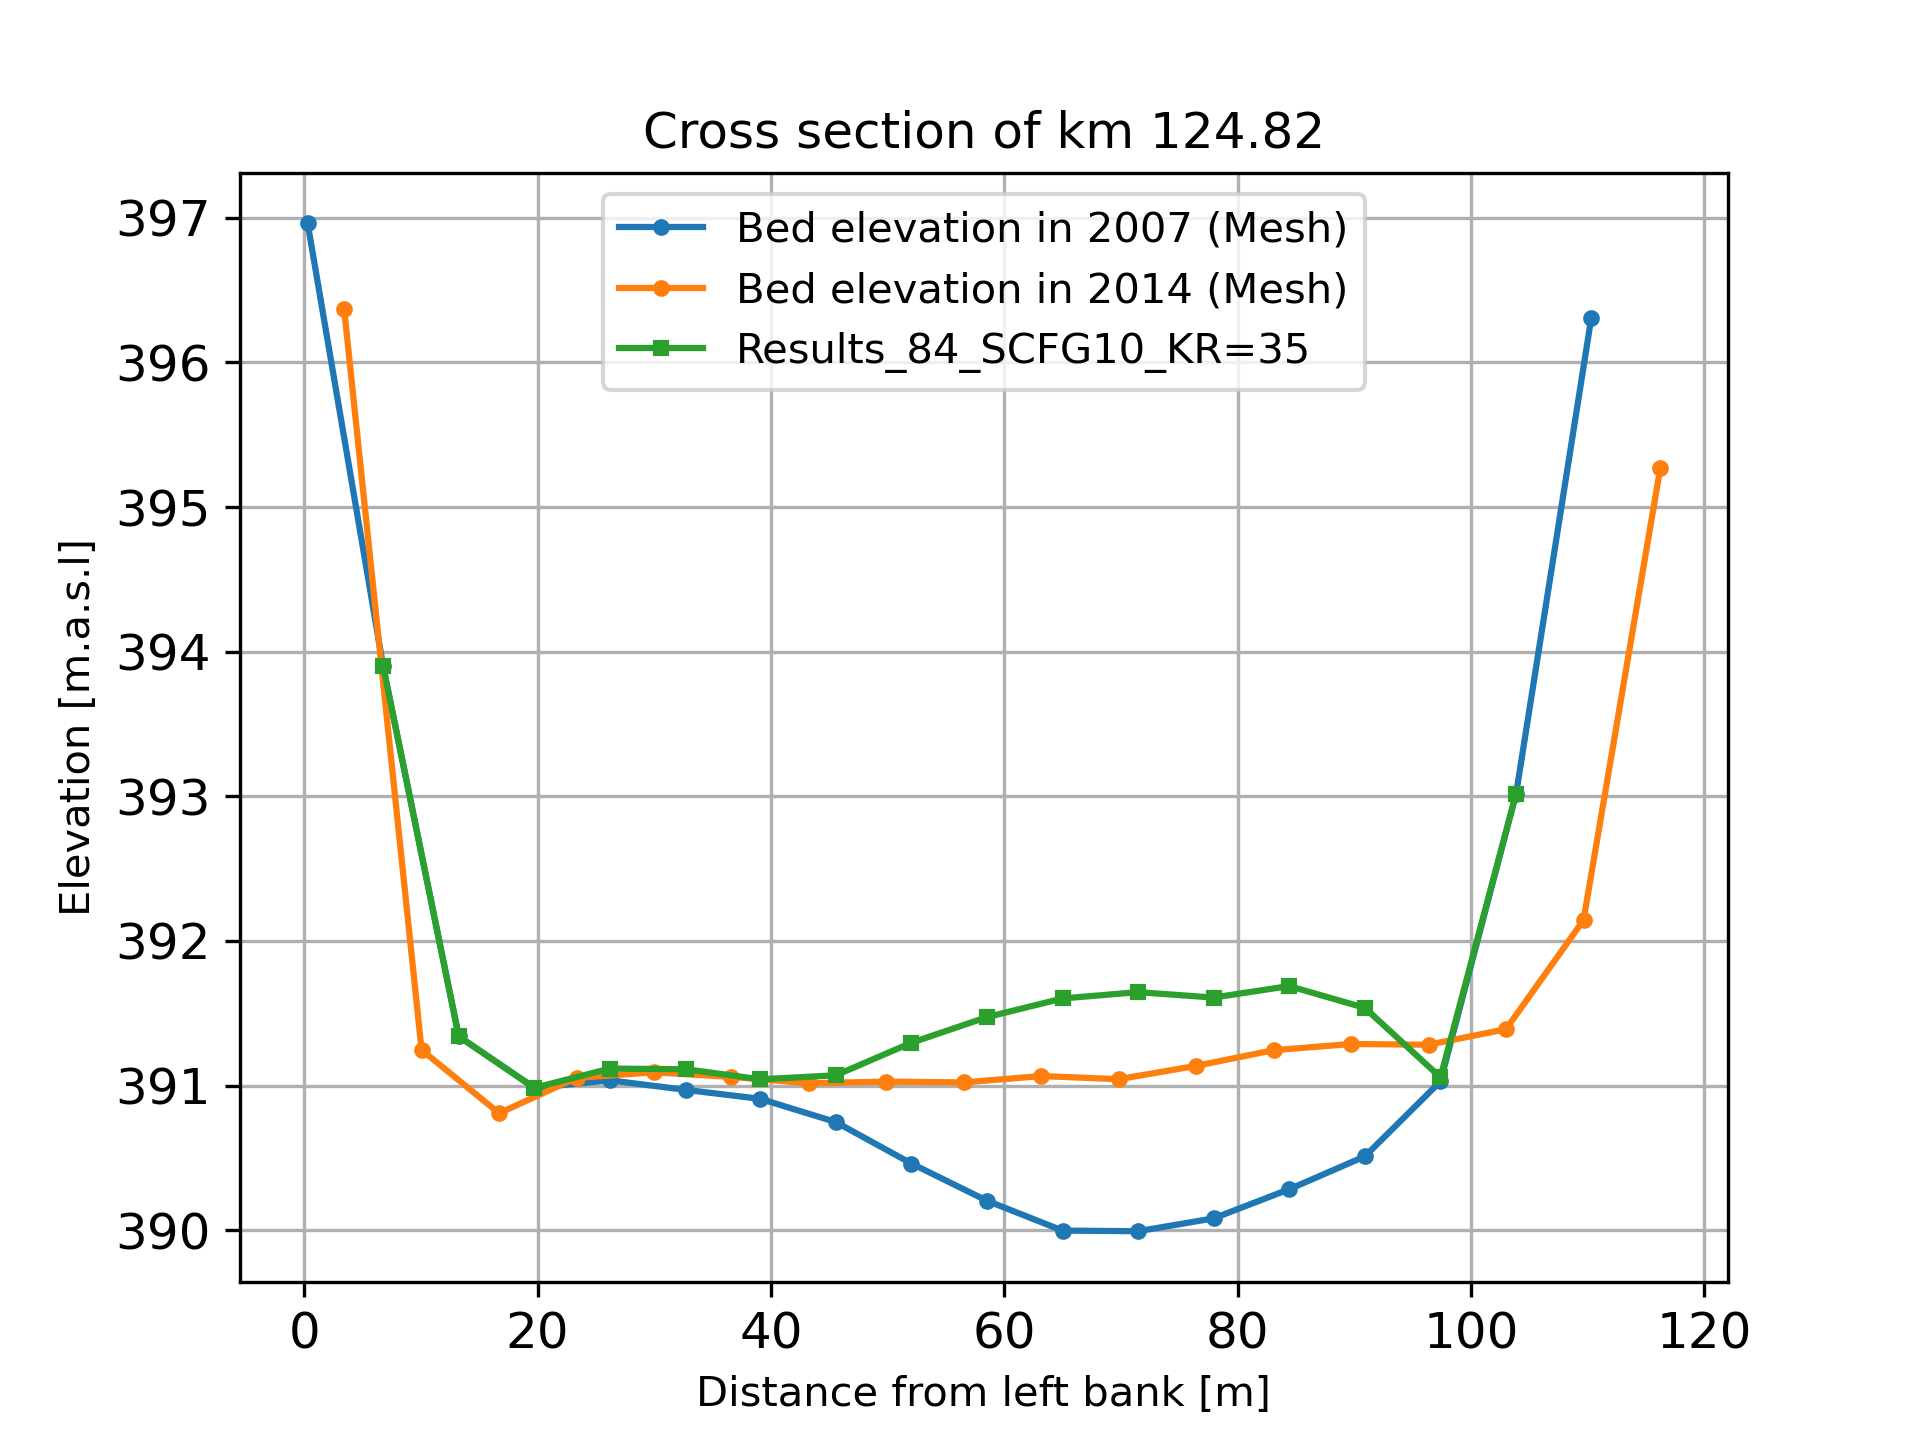 Cross section of km 124.82
Bed elevation in 2007 (Mesh)
Bed elevation in 2014 (Mesh)
Results_84_SCFG10_KR=35
Elevation [m.a.s.l]
397
396
395
394
393
392
391
390
0 20 40 60 80 100 120
Distance from left bank [m]